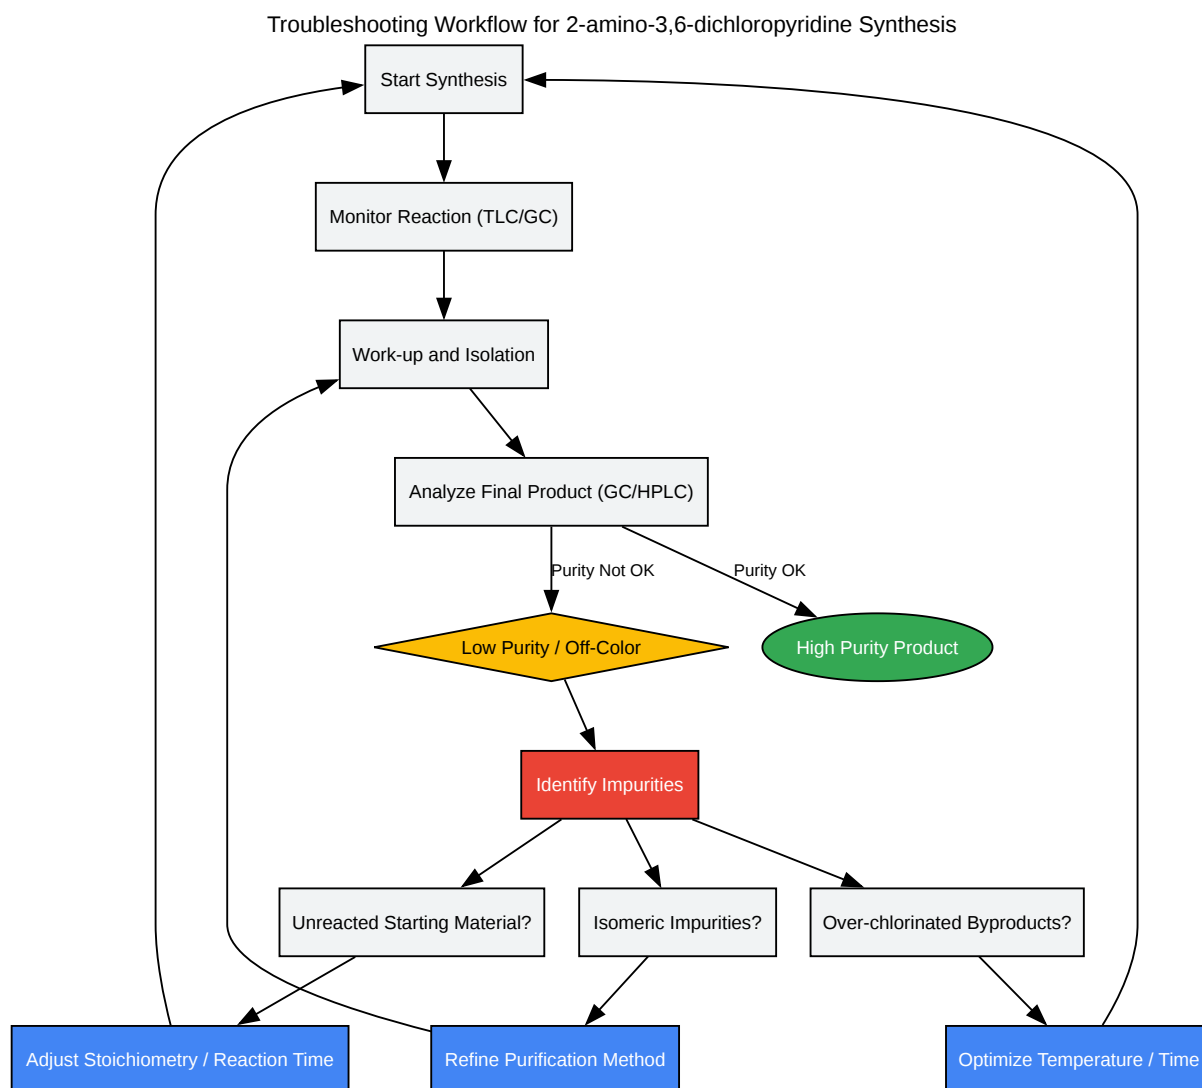 Troubleshooting Workflow for 2-amino-3,6-dichloropyridine Synthesis
Start Synthesis
Monitor Reaction (TLC/GC)
Work-up and Isolation
Analyze Final Product (GC/HPLC)
Purity Not OK
Purity OK
Low Purity / Off-Color
High Purity Product
Identify Impurities
Unreacted Starting Material?
Isomeric Impurities?
Over-chlorinated Byproducts?
Adjust Stoichiometry / Reaction Time
Refine Purification Method
Optimize Temperature / Time